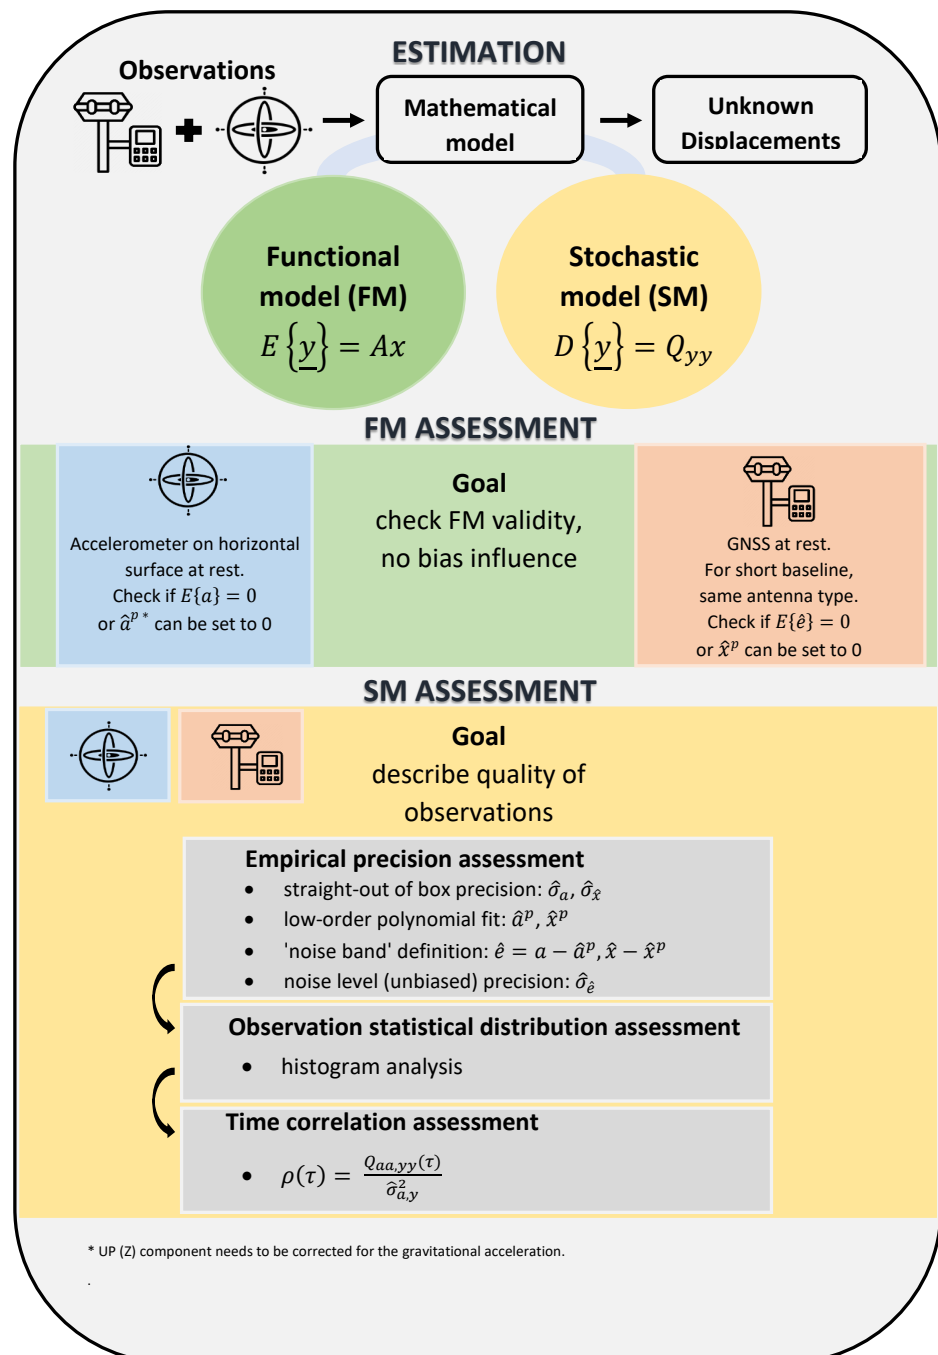 ESTIMATION
Observations
Mathematical
model
Unknown
Displacements
Functional
model (FM)
E{y} = Ax
Stochastic
model (SM)
D{y} = Q_yy
FM ASSESSMENT
Accelerometer on horizontal
surface at rest.
Check if E{a} = 0
or â^p * can be set to 0
Goal
check FM validity,
no bias influence
GNSS at rest.
For short baseline,
same antenna type.
Check if E{ê} = 0
or x̂^p can be set to 0
SM ASSESSMENT
Goal
describe quality of
observations
Empirical precision assessment
• straight-out of box precision: σ̂_a, σ̂_x̂
• low-order polynomial fit: â^p, x̂^p
• 'noise band' definition: ê = a − â^p, x̂ − x̂^p
• noise level (unbiased) precision: σ̂_ê
Observation statistical distribution assessment
• histogram analysis
Time correlation assessment
• ρ(τ) = Q_aa,yy(τ) / σ̂²_a,y
* UP (Z) component needs to be corrected for the gravitational acceleration.
.